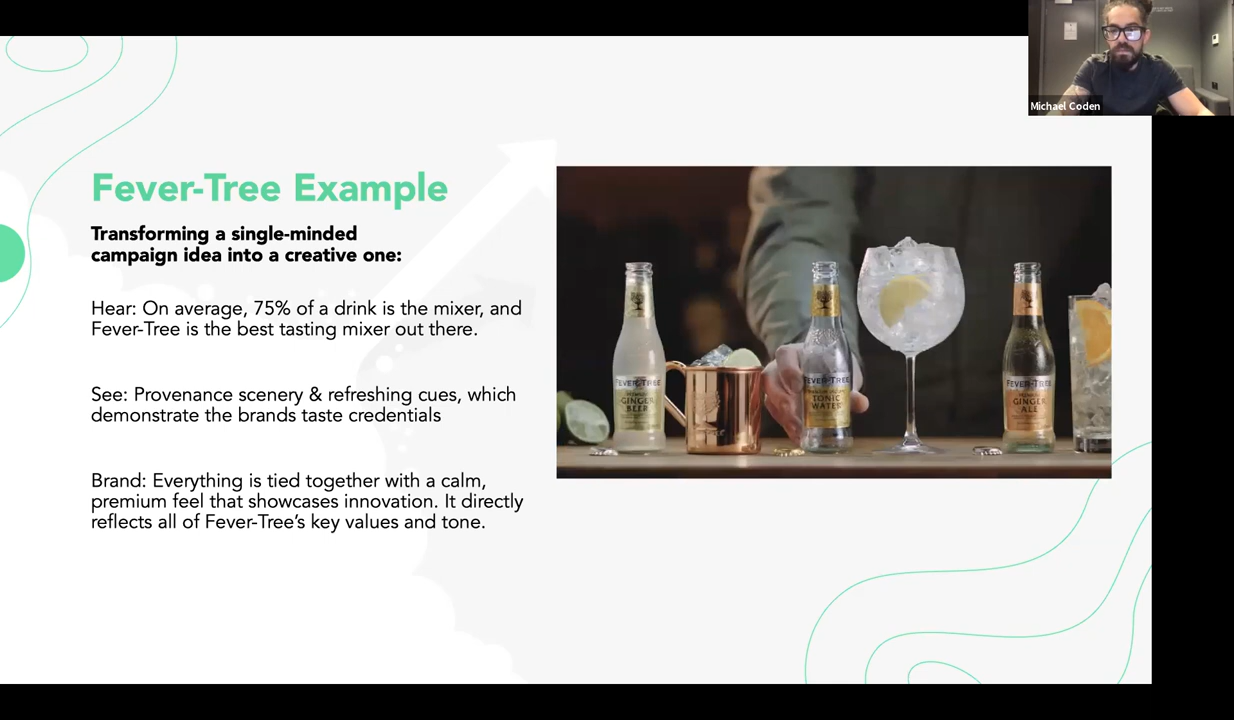 Michael Coden
Fever-Tree Example
Transforming a single-minded
campaign idea into a creative one:
Hear: On average, 75% of a drink is the mixer, and
Fever-Tree is the best tasting mixer out there.
See: Provenance scenery & refreshing cues, which
demonstrate the brands taste credentials
Brand: Everything is tied together with a calm,
premium feel that showcases innovation. It directly
reflects all of Fever-Tree’s key values and tone.
FEVER-TREE
GINGER
BEER
FEVER-TREE
TONIC
WATER
FEVER-TREE
GINGER
ALE